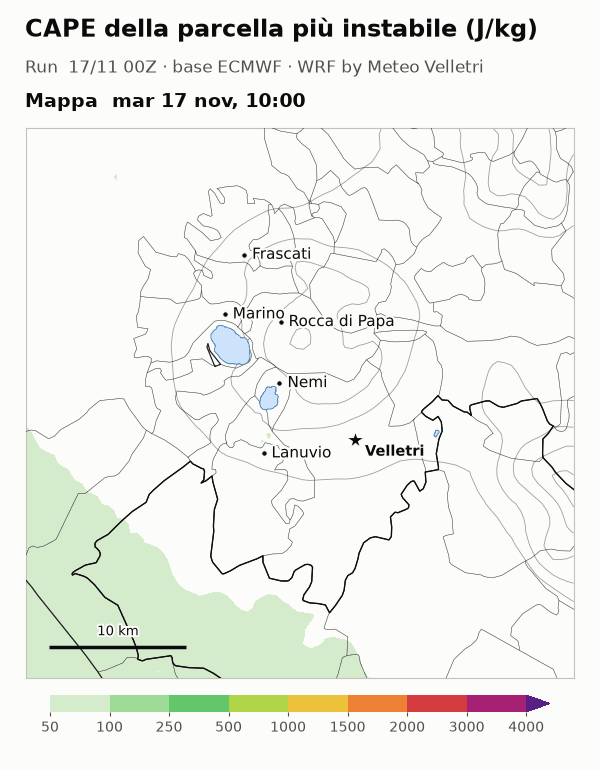 CAPE della parcella più instabile (J/kg)
Run  17/11 00Z · base ECMWF · WRF by Meteo Velletri
Mappa  mar 17 nov, 10:00
Frascati
Marino
Rocca di Papa
Nemi
Velletri
Lanuvio
10 km
50 100 250 500 1000 1500 2000 3000 4000